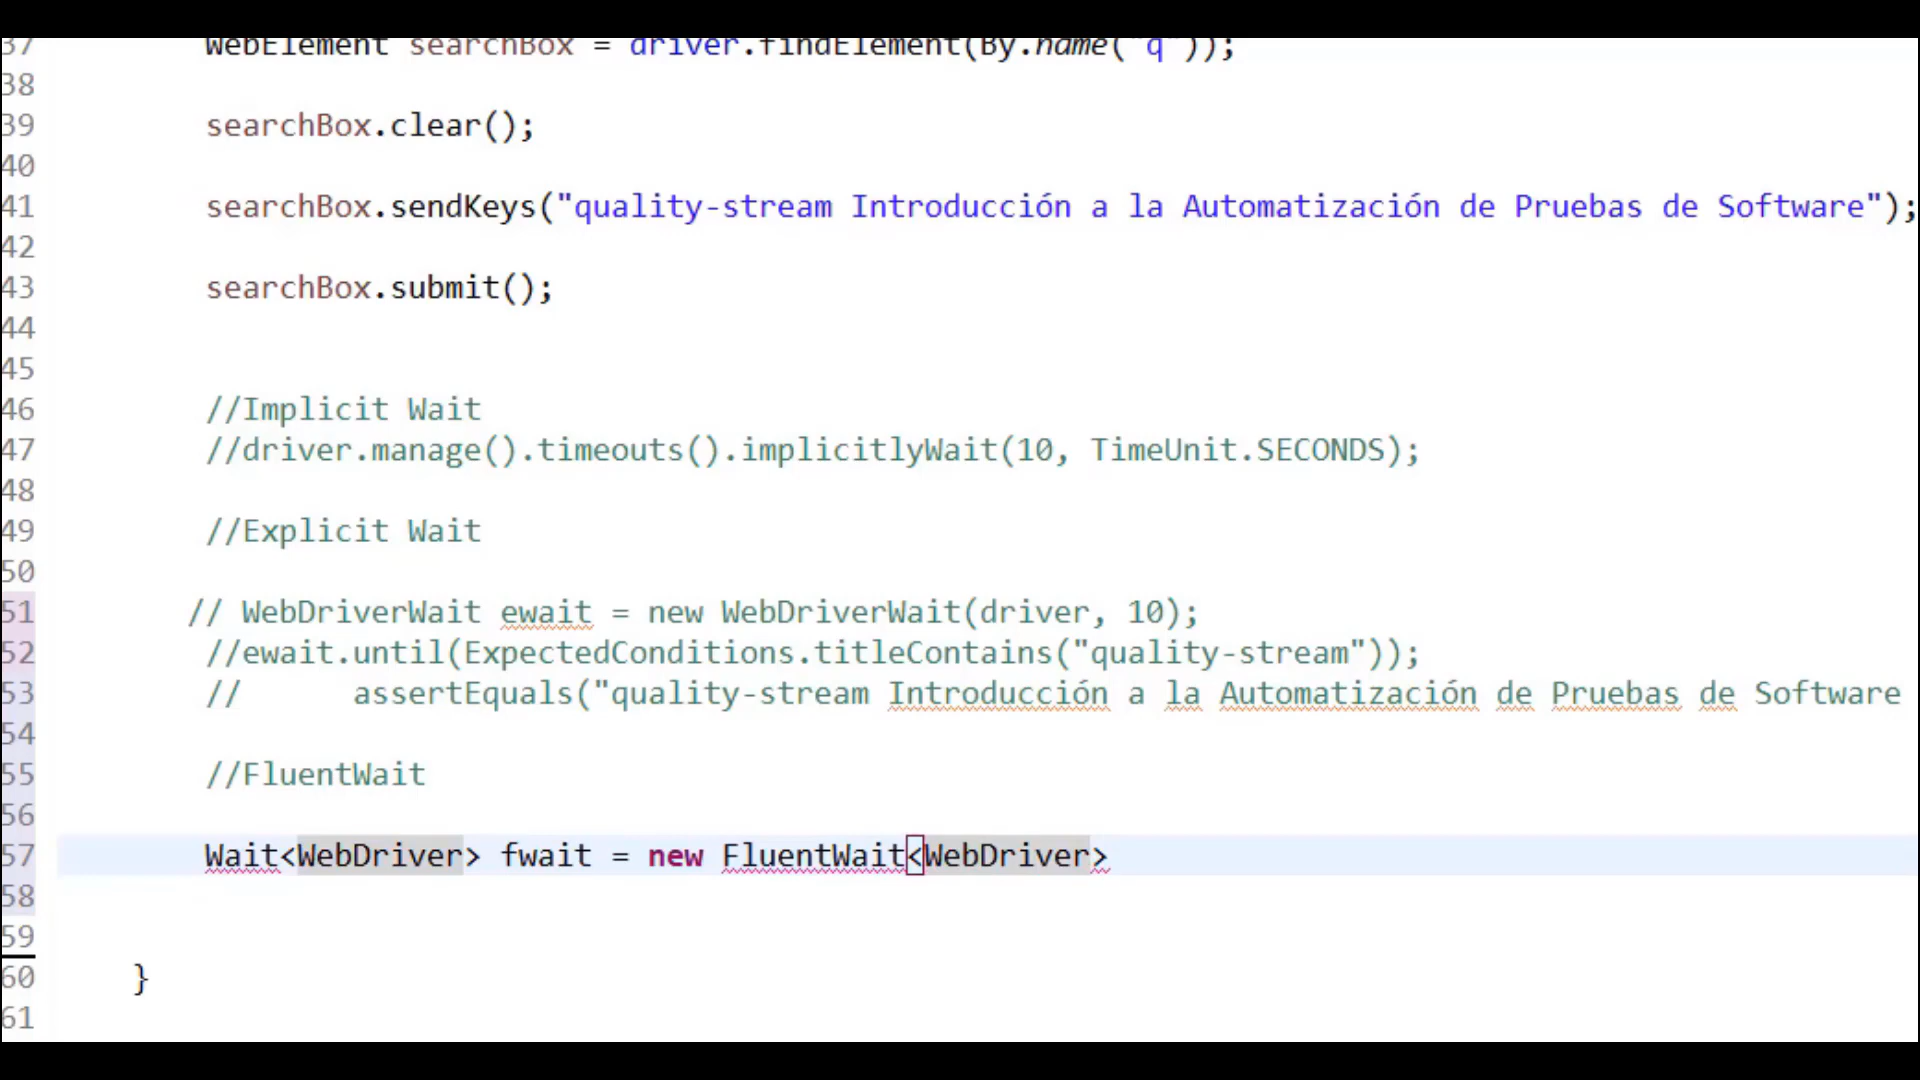 37 WebElement searchBox = driver.findElement(By.name("q"));
38
39 searchBox.clear();
40
41 searchBox.sendKeys("quality-stream Introducción a la Automatización de Pruebas de Software");
42
43 searchBox.submit();
44
45
46 //Implicit Wait
47 //driver.manage().timeouts().implicitlyWait(10, TimeUnit.SECONDS);
48
49 //Explicit Wait
50
51 // WebDriverWait ewait = new WebDriverWait(driver, 10);
52 //ewait.until(ExpectedConditions.titleContains("quality-stream"));
53 // assertEquals("quality-stream Introducción a la Automatización de Pruebas de Software
54
55 //FluentWait
56
57 Wait<WebDriver> fwait = new FluentWait<WebDriver>
58
59
60 }
61